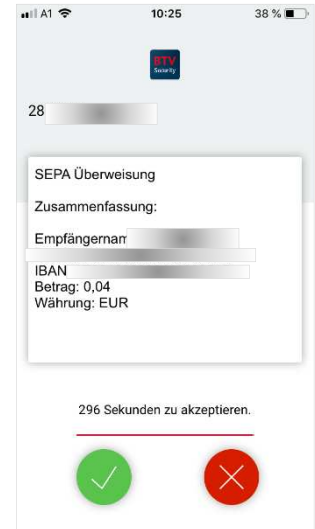 A1 10:25 38 %
BTV
Security
28
SEPA Überweisung
Zusammenfassung:
Empfängernam
IBAN
Betrag: 0,04
Währung: EUR
296 Sekunden zu akzeptieren.